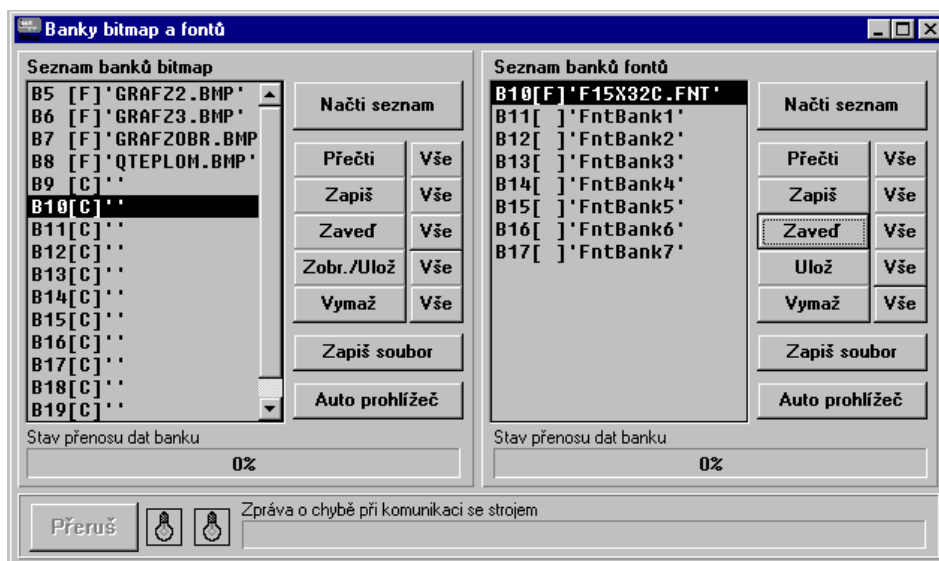 Banky bitmap a fontů
Seznam banků bitmap
B5 [F]'GRAFZ2.BMP'
B6 [F]'GRAFZ3.BMP'
B7 [F]'GRAFZOBR.BMP
B8 [F]'QTEPLOM.BMP'
B9 [C]''
B10[C]''
B11[C]''
B12[C]''
B13[C]''
B14[C]''
B15[C]''
B16[C]''
B17[C]''
B18[C]''
B19[C]''
Načti seznam
Přečti Vše
Zapiš Vše
Zaveď Vše
Zobr./Ulož Vše
Vymaž Vše
Zapiš soubor
Auto prohlížeč
Stav přenosu dat banku
0%
Seznam banků fontů
B10[F]'F15X32C.FNT'
B11[ ]'FntBank1'
B12[ ]'FntBank2'
B13[ ]'FntBank3'
B14[ ]'FntBank4'
B15[ ]'FntBank5'
B16[ ]'FntBank6'
B17[ ]'FntBank7'
Načti seznam
Přečti Vše
Zapiš Vše
Zaveď Vše
Ulož Vše
Vymaž Vše
Zapiš soubor
Auto prohlížeč
Stav přenosu dat banku
0%
Přeruš
Zpráva o chybě při komunikaci se strojem